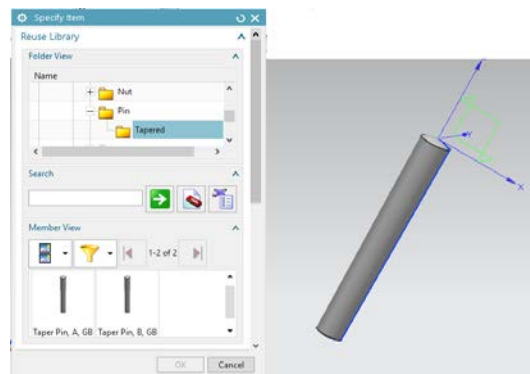 Specify Item
Reuse Library
Folder View
Name
Nut
Pin
Tapered
Search
Member View
1-2 of 2
Taper Pin, A, GB Taper Pin, B, GB
OK Cancel
X
Y